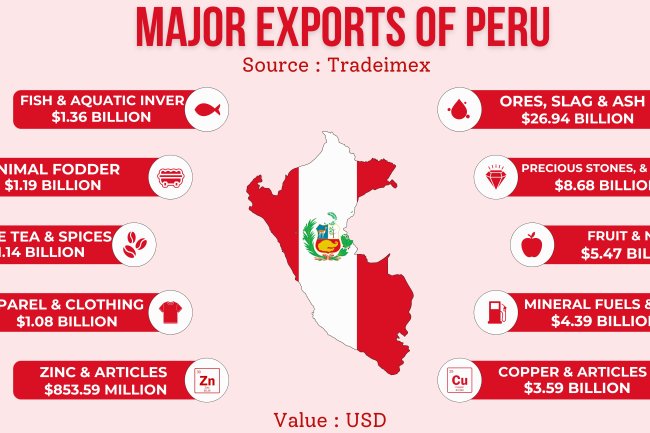 MAJOR EXPORTS OF PERU
Source : Tradeimex
FISH & AQUATIC INVER
$1.36 BILLION
NIMAL FODDER
$1.19 BILLION
E TEA & SPICES
.14 BILLION
PAREL & CLOTHING
$1.08 BILLION
ZINC & ARTICLES
$853.59 MILLION
Zn
ORES, SLAG & ASH
$26.94 BILLION
PRECIOUS STONES, &
$8.68 BILLIO
FRUIT & N
$5.47 BIL
MINERAL FUELS &
$4.39 BILLIO
COPPER & ARTICLES
$3.59 BILLION
Cu
Value : USD